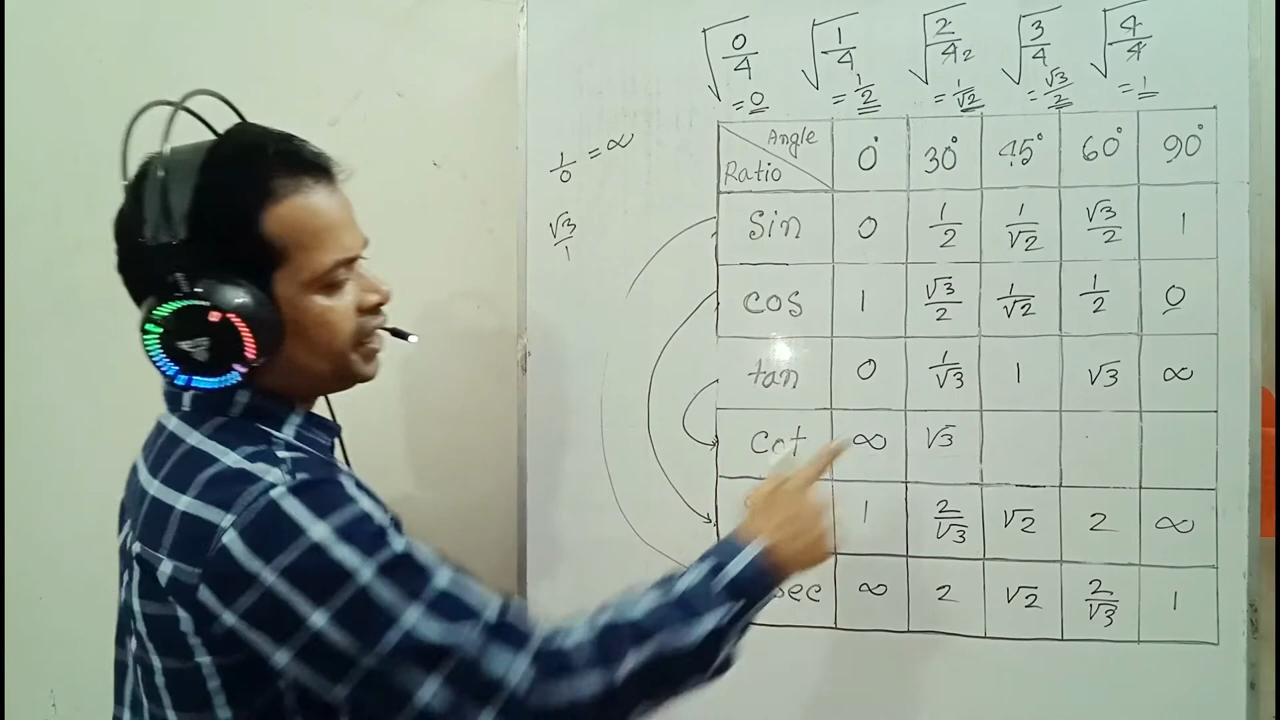 √0/4 √1/4 √2/4 2 √3/4 √4/4
=0 =1/2 =1/√2 =√3/2 =1
1/0 = ∞
√3/1
Angle
Ratio 0° 30° 45° 60° 90°
Sin 0 1/2 1/√2 √3/2 1
cos 1 √3/2 1/√2 1/2 0
tan 0 1/√3 1 √3 ∞
cot ∞ √3
1 2/√3 √2 2 ∞
sec ∞ 2 √2 2/√3 1